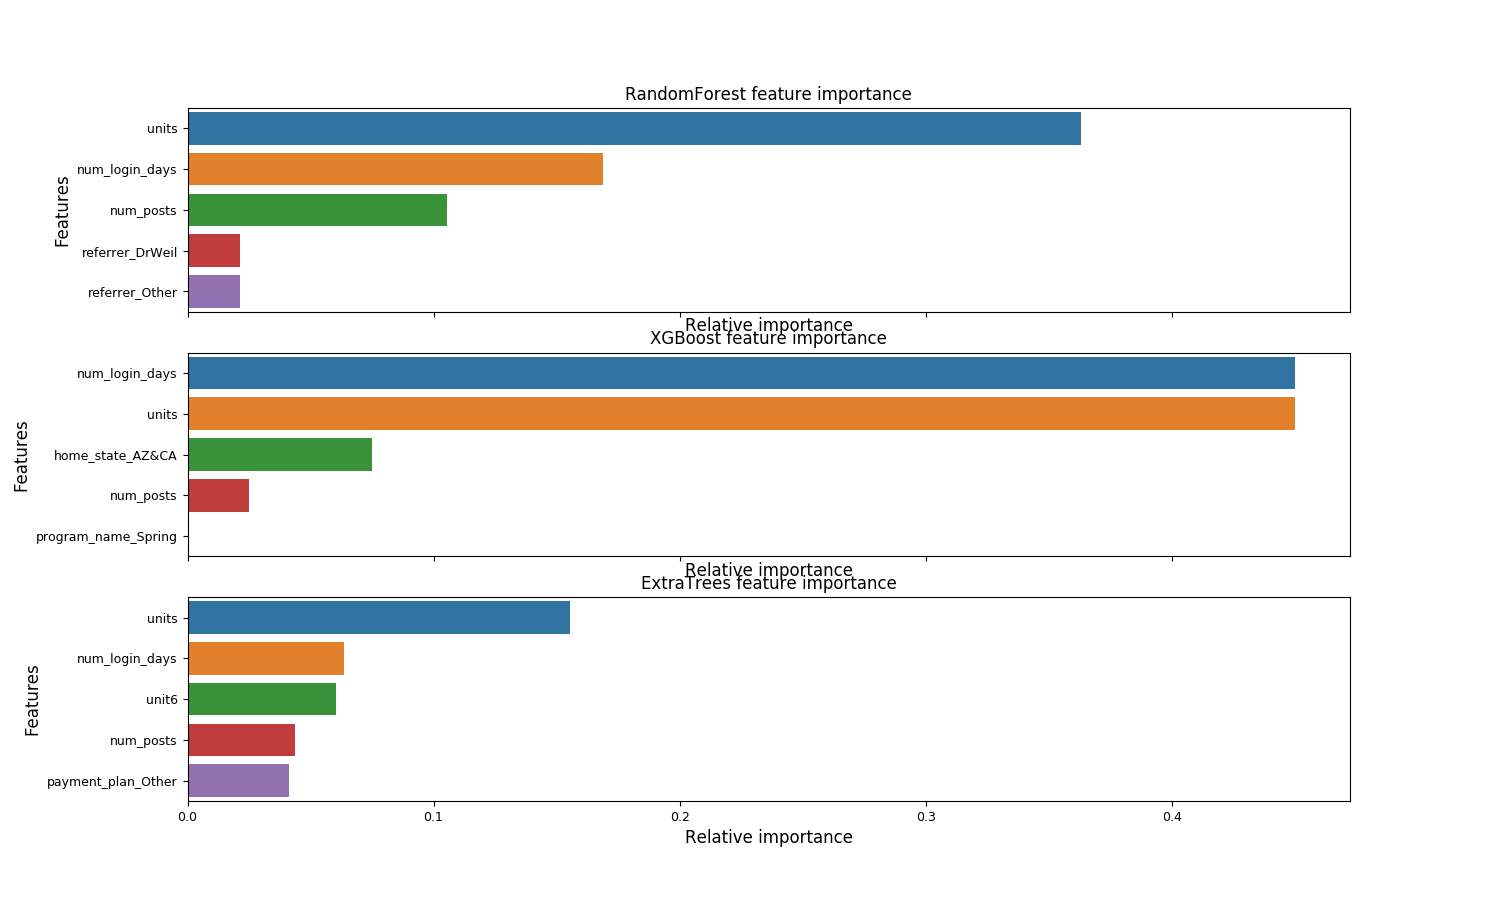 RandomForest feature importance
Features
units
num_login_days
num_posts
referrer_DrWeil
referrer_Other
Relative importance
XGBoost feature importance
Features
num_login_days
units
home_state_AZ&CA
num_posts
program_name_Spring
Relative importance
ExtraTrees feature importance
Features
units
num_login_days
unit6
num_posts
payment_plan_Other
0.0 0.1 0.2 0.3 0.4
Relative importance